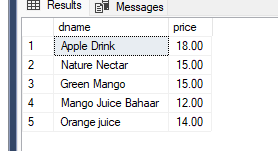 Results Messages
dname price
1 Apple Drink 18.00
2 Nature Nectar 15.00
3 Green Mango 15.00
4 Mango Juice Bahaar 12.00
5 Orange juice 14.00